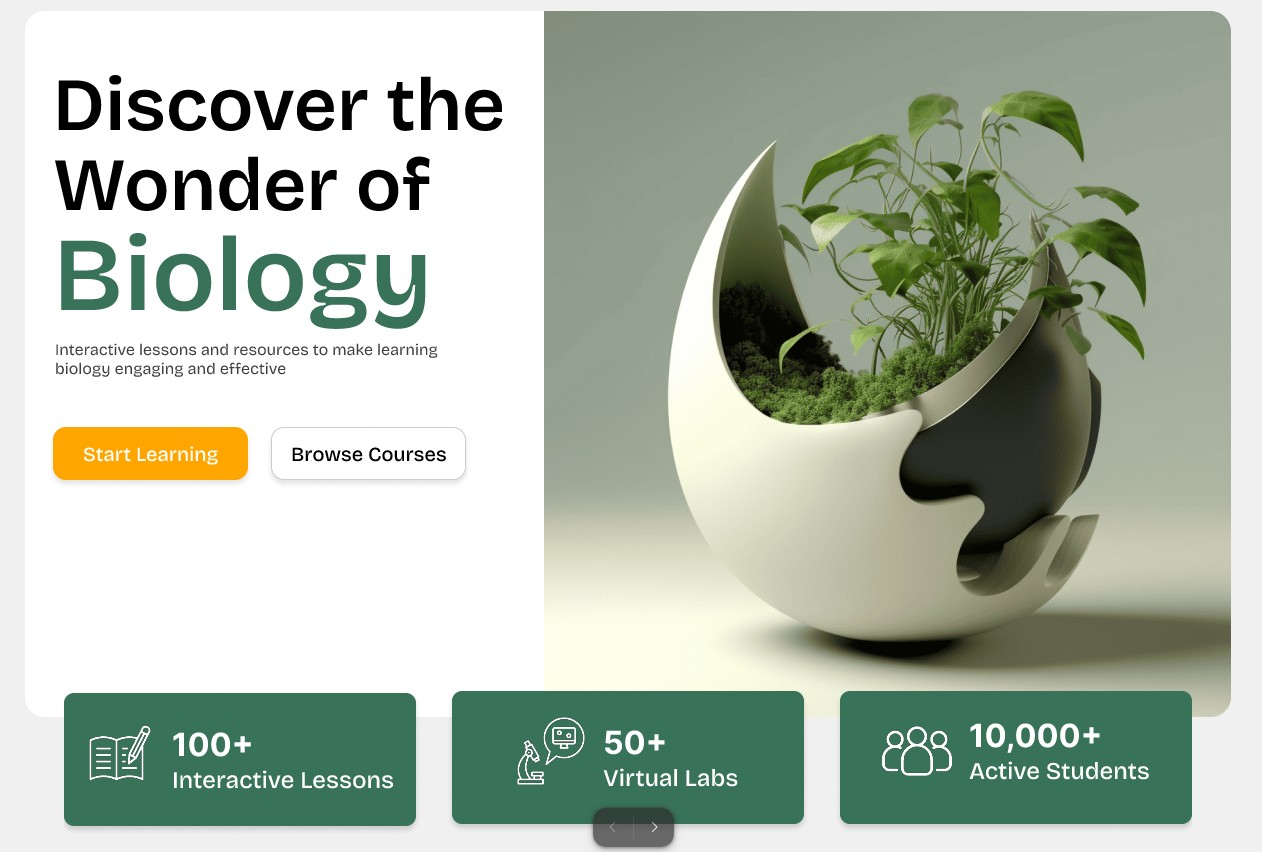 Discover the
Wonder of
Biology
Interactive lessons and resources to make learning
biology engaging and effective
Start Learning
Browse Courses
100+
Interactive Lessons
50+
Virtual Labs
10,000+
Active Students